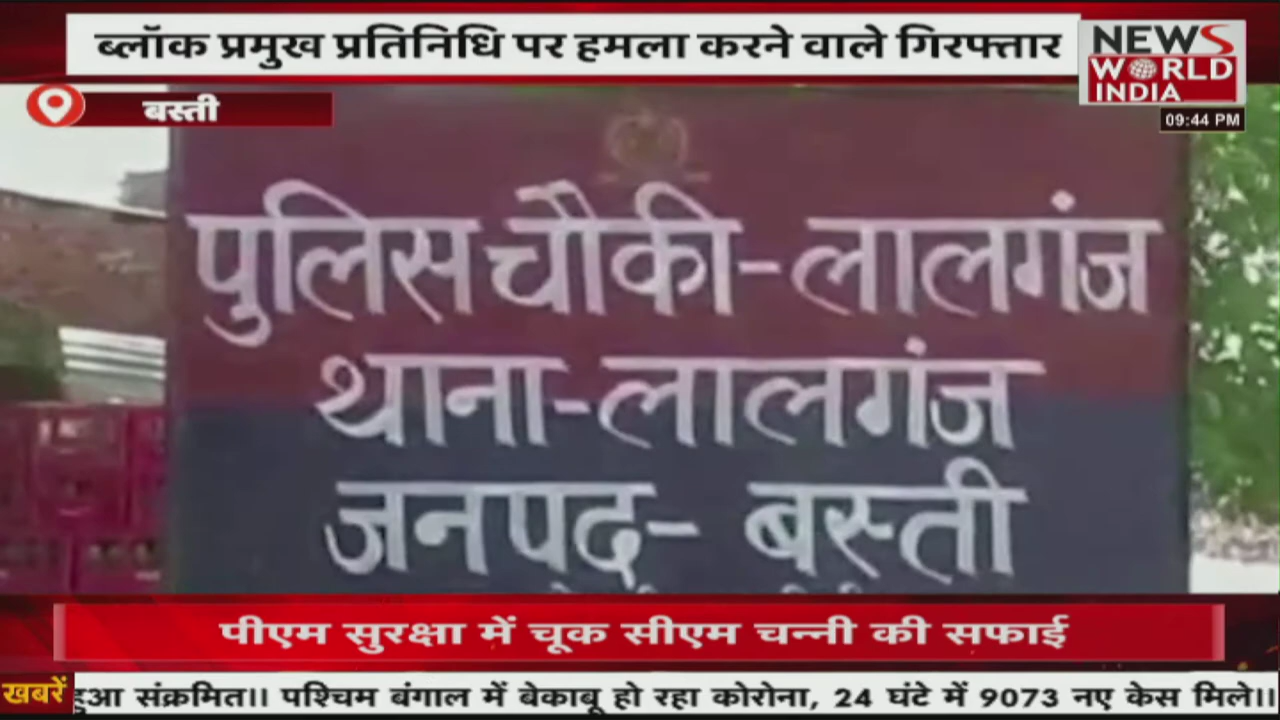 ब्लॉक प्रमुख प्रतिनिधि पर हमला करने वाले गिरफ्तार
NEWS
WORLD
INDIA
09:44 PM
बस्ती
पुलिस चौकी-लालगंज
थाना-लालगंज
जनपद- बस्ती
पीएम सुरक्षा में चूक सीएम चन्नी की सफाई
खबरें
हुआ संक्रमित।। पश्चिम बंगाल में बेकाबू हो रहा कोरोना, 24 घंटे में 9073 नए केस मिले।।